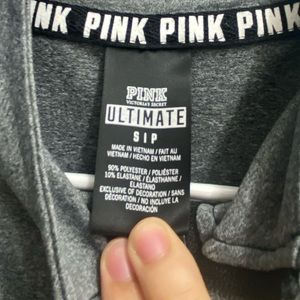 PINK PINK PINK PINK
PINK
VICTORIA'S SECRET
ULTIMATE
S I P
MADE IN VIETNAM / FAIT AU
VIETNAM / HECHO EN VIETNAM
90% POLYESTER / POLIÉSTER
10% ELASTANE / ÉLASTHANNE /
ELASTANO
EXCLUSIVE OF DECORATION / SANS
DÉCORATION / NO INCLUYE LA
DECORACIÓN